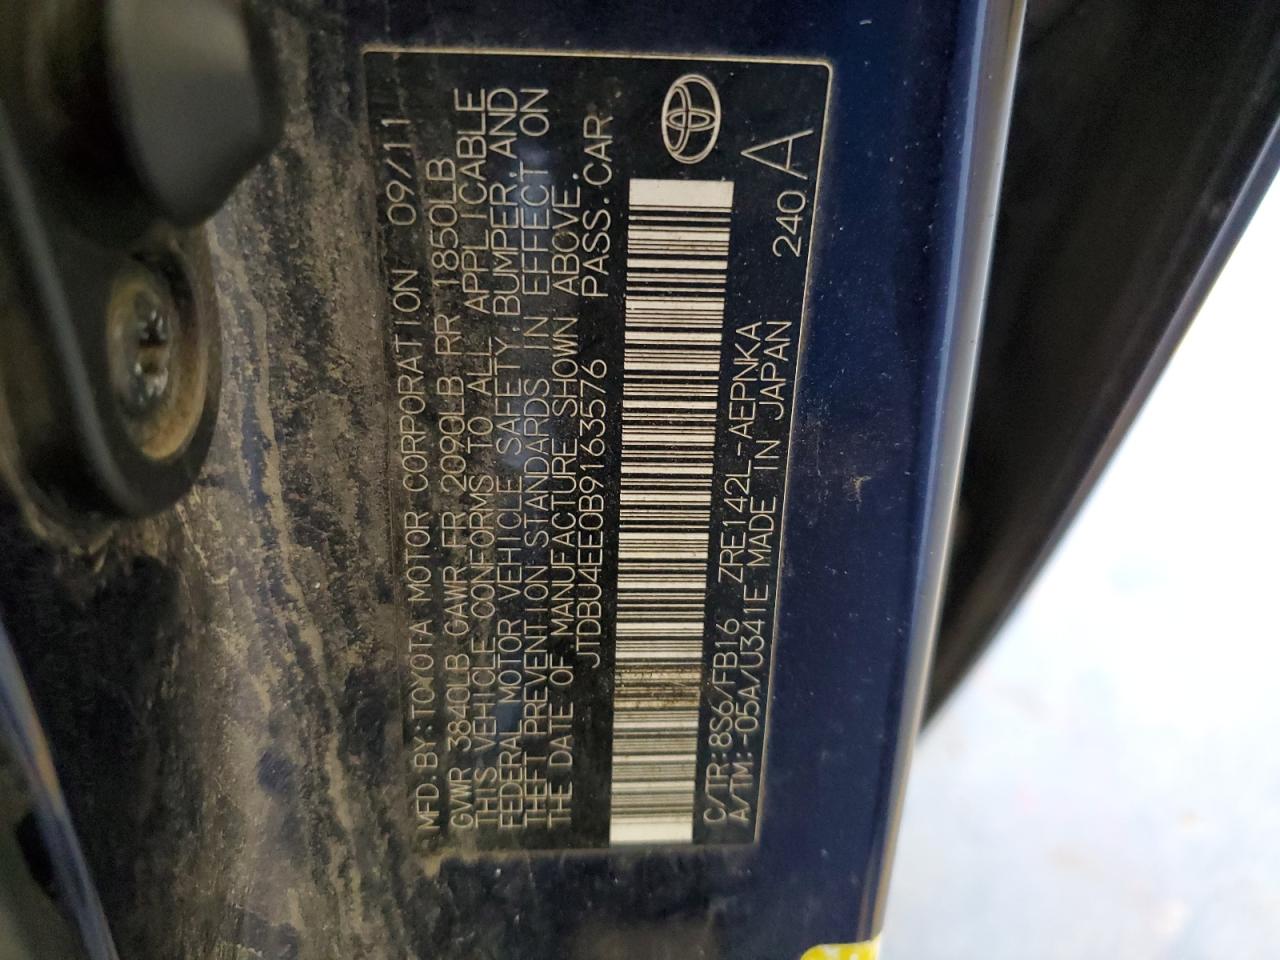 MFD.BY:TOYOTA MOTOR CORPORATION 09/11
GVWR 3840LB GAWR FR 2090LB RR 1850LB
THIS VEHICLE CONFORMS TO ALL APPLICABLE
FEDERAL MOTOR VEHICLE SAFETY, BUMPER, AND
THEFT PREVENTION STANDARDS IN EFFECT ON
THE DATE OF MANUFACTURE SHOWN ABOVE.
JTDBU4EE0B9163576 PASS.CAR
C/TR:8S6/FB16 ZRE142L-AEPNKA
A/TM:-05A/U341E MADE IN JAPAN 240 A